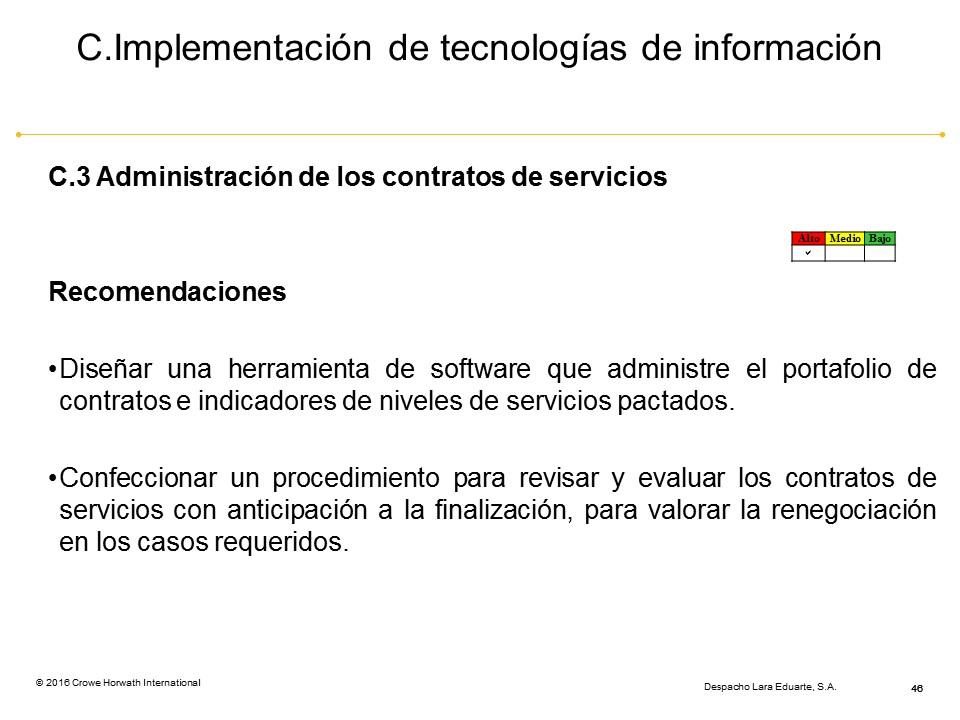 C.Implementación de tecnologías de información
C.3 Administración de los contratos de servicios
Alto Medio Bajo
✓
Recomendaciones
•Diseñar una herramienta de software que administre el portafolio de
contratos e indicadores de niveles de servicios pactados.
•Confeccionar un procedimiento para revisar y evaluar los contratos de
servicios con anticipación a la finalización, para valorar la renegociación
en los casos requeridos.
© 2016 Crowe Horwath International
Despacho Lara Eduarte, S.A.
46